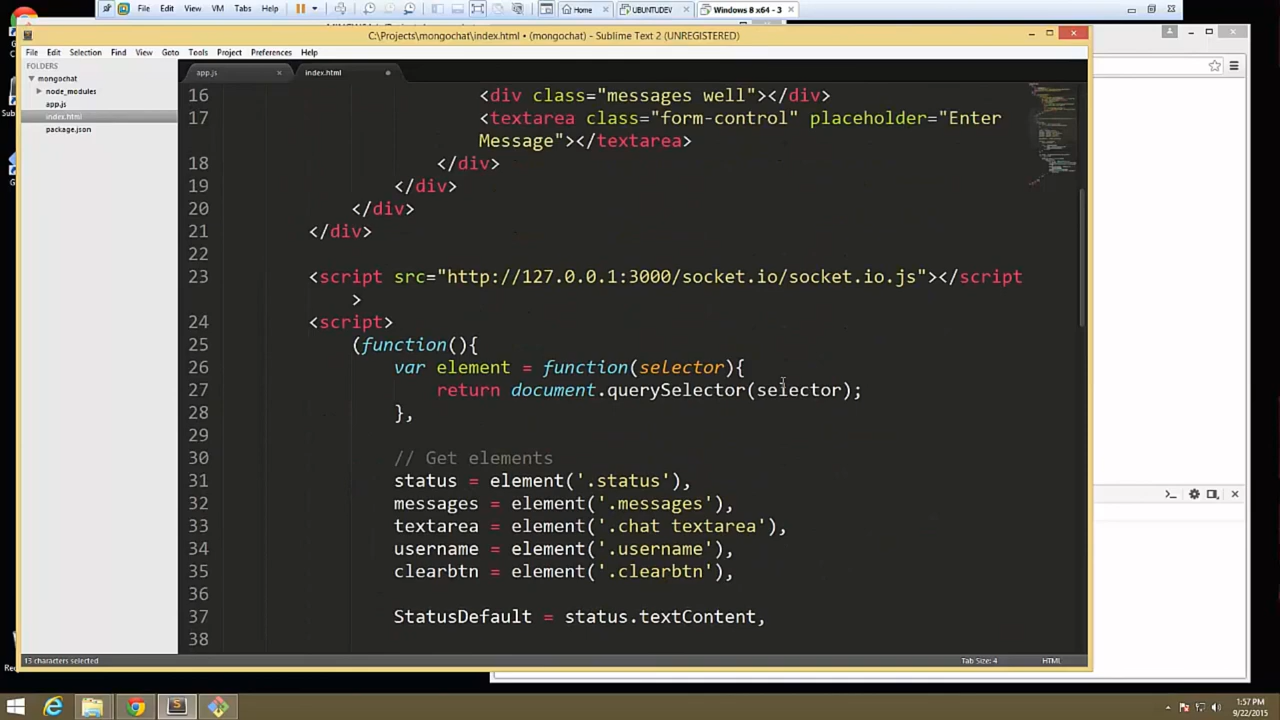 File Edit View VM Tabs Help
Home
UBUNTUDEV
Windows 8 x64 - 3
C:\Projects\mongochat\index.html • (mongochat) - Sublime Text 2 (UNREGISTERED)
File Edit Selection Find View Goto Tools Project Preferences Help
FOLDERS
mongochat
node_modules
app.js
index.html
package.json
app.js
index.html
16 <div class="messages well"></div>
17 <textarea class="form-control" placeholder="Enter
Message"></textarea>
18 </div>
19 </div>
20 </div>
21 </div>
22
23 <script src="http://127.0.0.1:3000/socket.io/socket.io.js"></script
>
24 <script>
25 (function(){
26 var element = function(selector){
27 return document.querySelector(selector);
28 },
29
30 // Get elements
31 status = element('.status'),
32 messages = element('.messages'),
33 textarea = element('.chat textarea'),
34 username = element('.username'),
35 clearbtn = element('.clearbtn'),
36
37 StatusDefault = status.textContent,
38
13 characters selected
Tab Size: 4
HTML
1:57 PM
9/22/2015